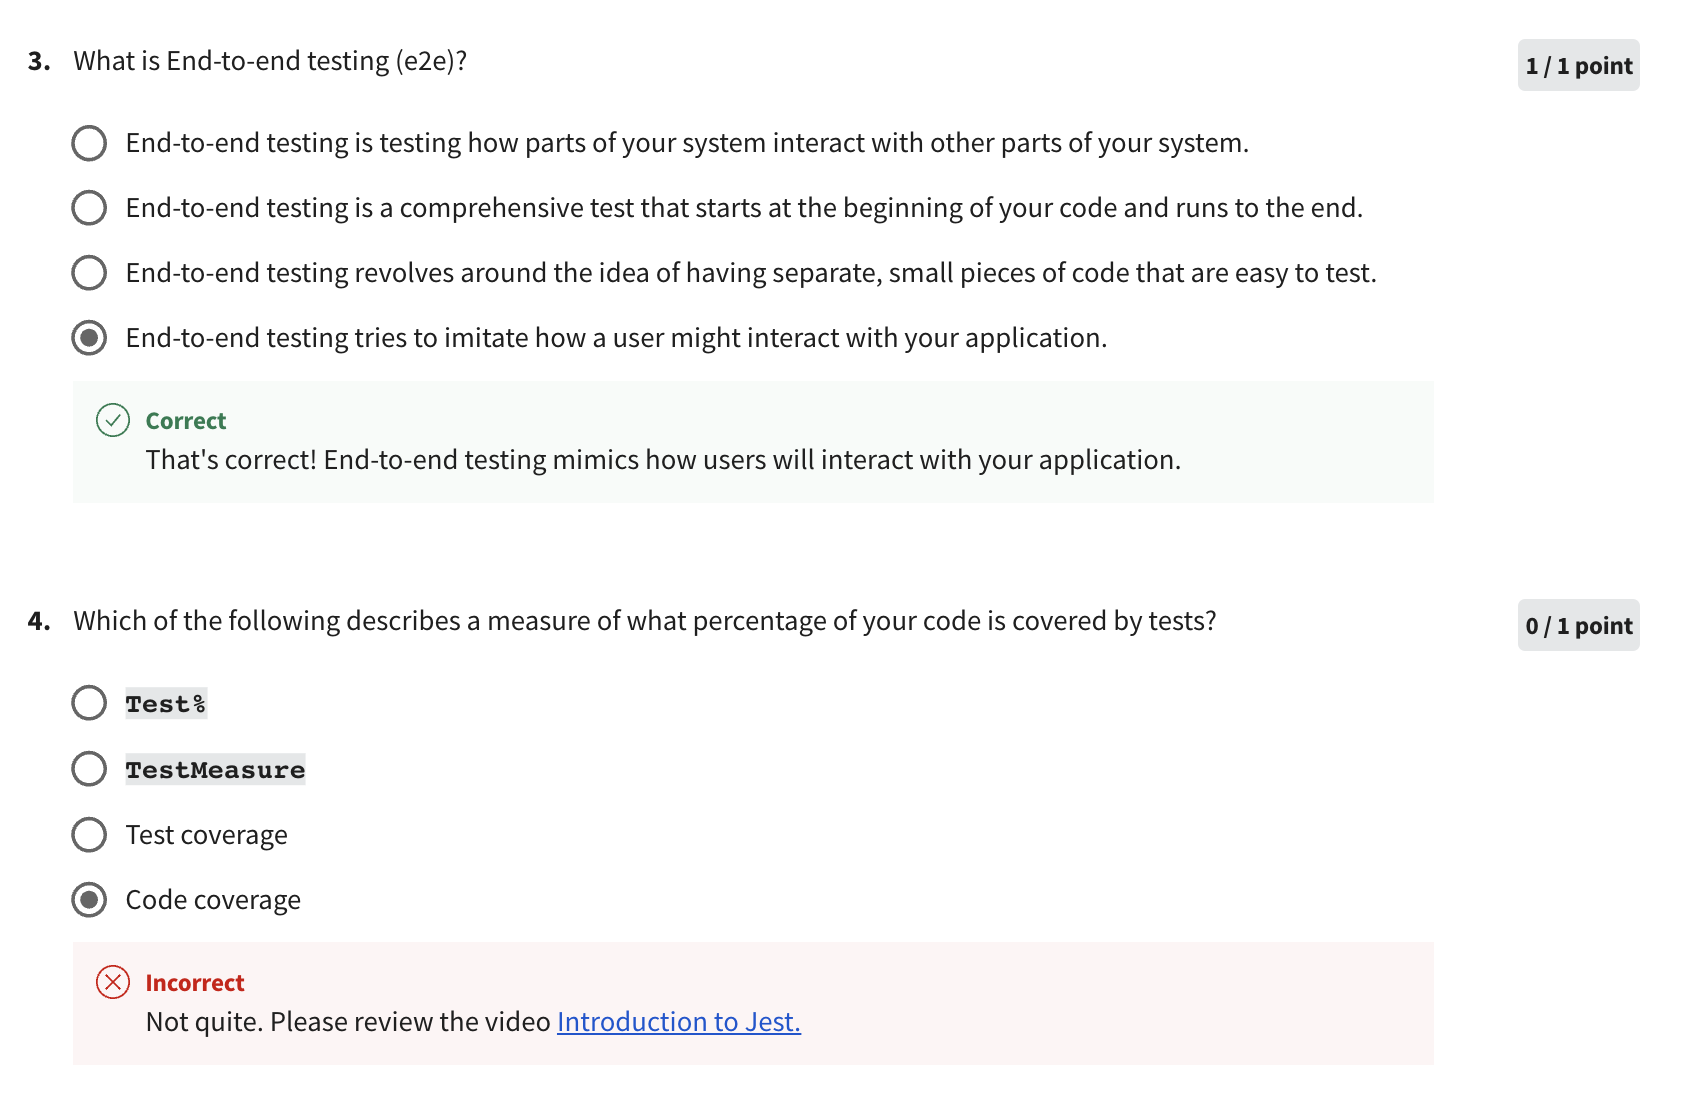 3. What is End-to-end testing (e2e)?
1 / 1 point
End-to-end testing is testing how parts of your system interact with other parts of your system.
End-to-end testing is a comprehensive test that starts at the beginning of your code and runs to the end.
End-to-end testing revolves around the idea of having separate, small pieces of code that are easy to test.
End-to-end testing tries to imitate how a user might interact with your application.
Correct
That's correct! End-to-end testing mimics how users will interact with your application.
4. Which of the following describes a measure of what percentage of your code is covered by tests?
0 / 1 point
Test%
TestMeasure
Test coverage
Code coverage
Incorrect
Not quite. Please review the video Introduction to Jest.